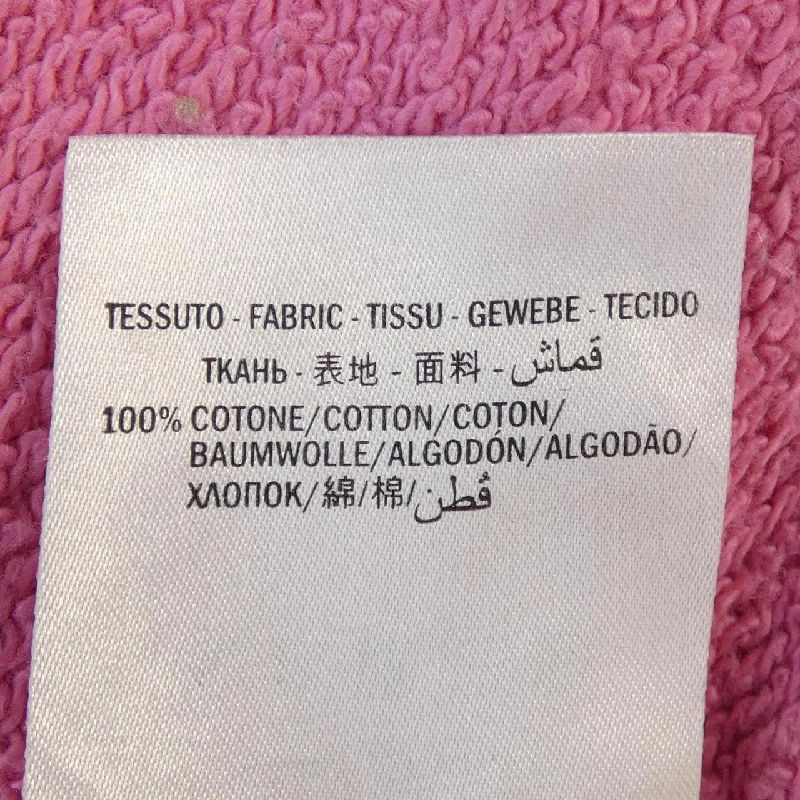 TESSUTO - FABRIC - TISSU - GEWEBE - TECIDO
ТКАНЬ - 表地 - 面料 - قماش
100% COTONE/COTTON/COTON/
BAUMWOLLE/ALGODÓN/ALGODÃO/
ХЛОПОК/綿/棉/قطن